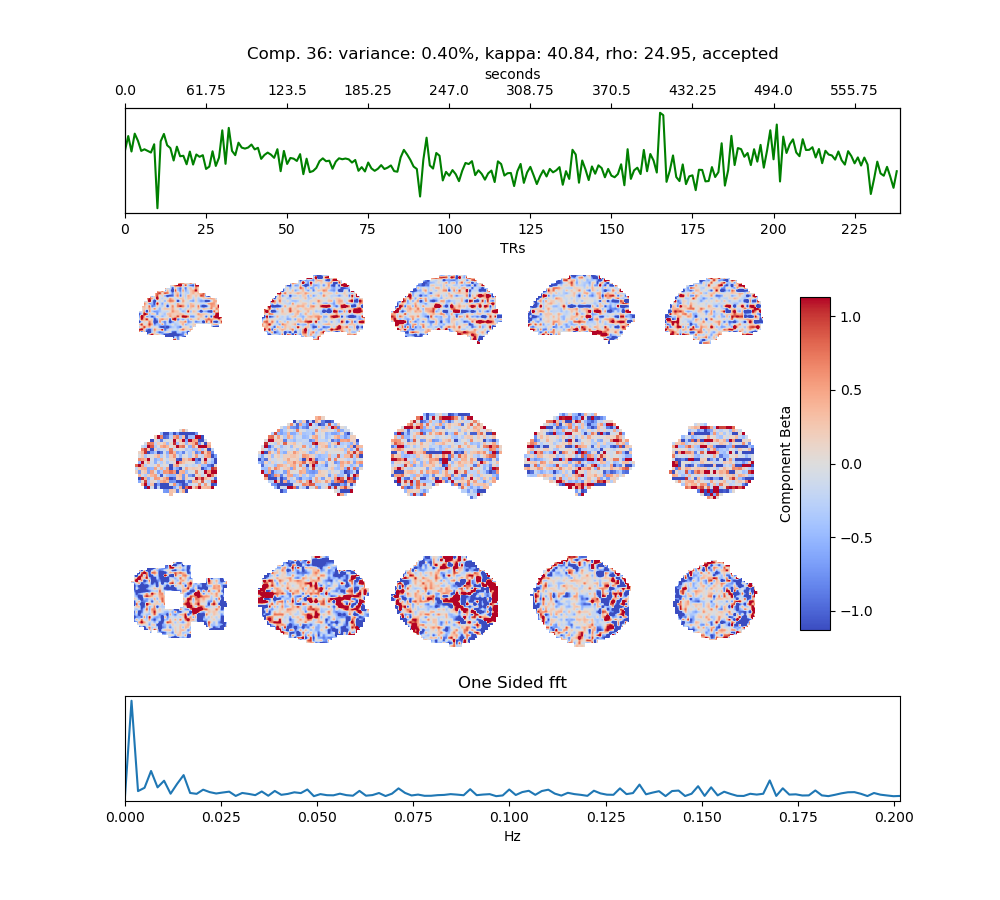 Comp. 36: variance: 0.40%, kappa: 40.84, rho: 24.95, accepted
seconds
0.0 61.75 123.5 185.25 247.0 308.75 370.5 432.25 494.0 555.75
0 25 50 75 100 125 150 175 200 225
TRs
1.0
0.5
0.0
−0.5
−1.0
Component Beta
One Sided fft
0.000 0.025 0.050 0.075 0.100 0.125 0.150 0.175 0.200
Hz